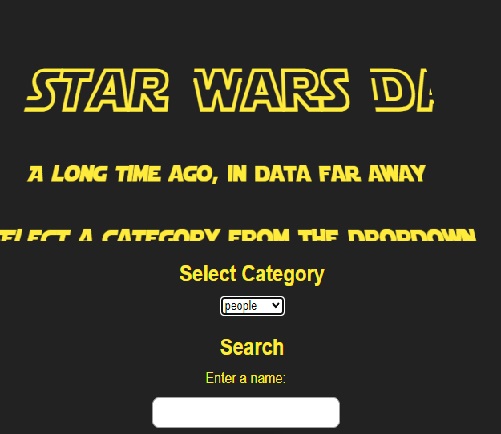 STAR WARS DA
A LONG TIME AGO, IN DATA FAR AWAY
ELECT A CATEGORY FROM THE DROPDOWN
Select Category
people
Search
Enter a name: